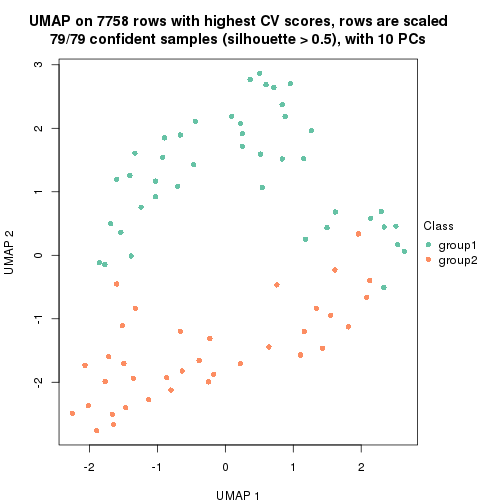 UMAP on 7758 rows with highest CV scores, rows are scaled
79/79 confident samples (silhouette > 0.5), with 10 PCs
3
2
1
0
-1
-2
UMAP 2
-2 -1 0 1 2
UMAP 1
Class
group1
group2